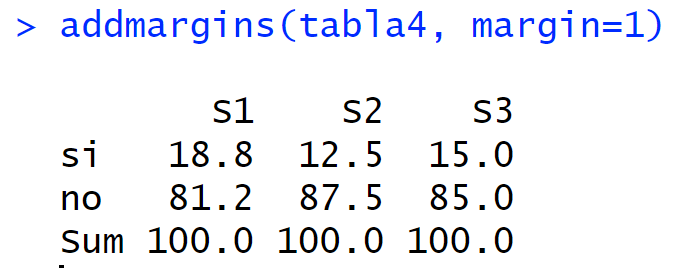 > addmargins(tabla4, margin=1)
S1 S2 S3
si 18.8 12.5 15.0
no 81.2 87.5 85.0
Sum 100.0 100.0 100.0